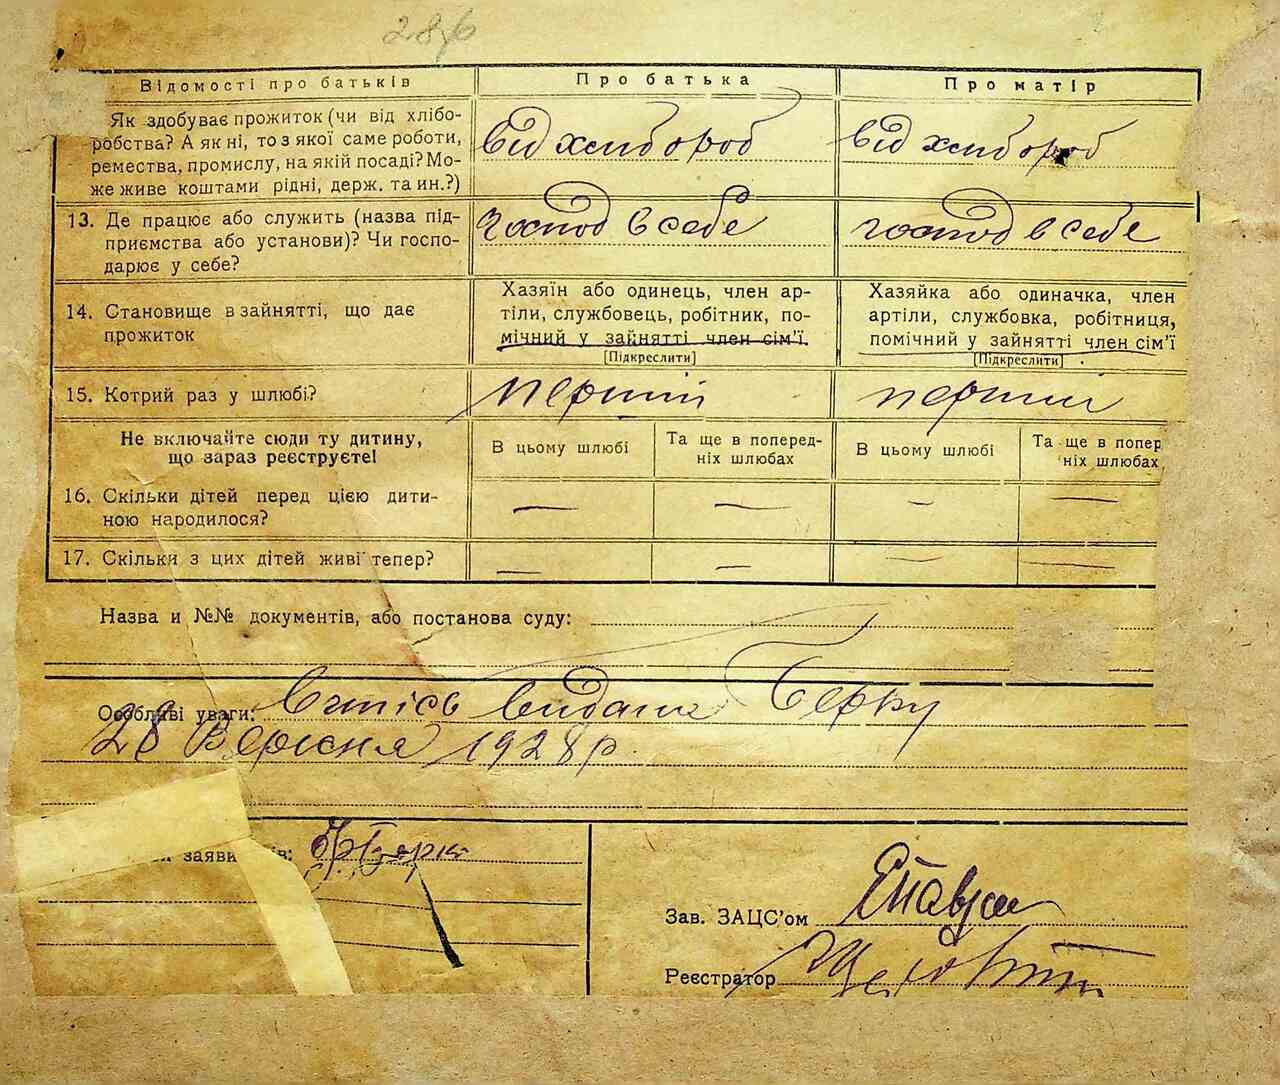 286
Відомості про батьків Про батька Про матір
Як здобуває прожиток (чи від хлібо-
робства? А як ні, то з якої саме роботи,
ремества, промислу, на якій посаді? Мо-
же живе коштами рідні, держ. та ин.?)
від хлібороб від хлібороб
13. Де працює або служить (назва під-
приємства або установи)? Чи госпо-
дарює у себе?
господ в себе господ в себе
14. Становище в зайнятті, що дає
прожиток
Хазяїн або одинець, член ар-
тіли, службовець, робітник, по-
мічний у зайнятті член сім'ї.
[Підкреслити]
Хазяйка або одиначка, член
артіли, службовка, робітниця,
помічний у зайнятті член сім'ї
[Підкреслити]
15. Котрий раз у шлюбі? перший перший
Не включайте сюди ту дитину,
що зараз реєструєте!
В цьому шлюбі
Та ще в поперед-
ніх шлюбах
В цьому шлюбі
Та ще в попер
ніх шлюбах
16. Скільки дітей перед цією дити-
ною народилося?
— — — —
17. Скільки з цих дітей живі тепер?
— — — —
Назва и №№ документів, або постанова суду:
Особливі уваги: видана
28 Вересня 1928 р.
заяви ів:
Зав. ЗАЦС'ом
Реєстратор